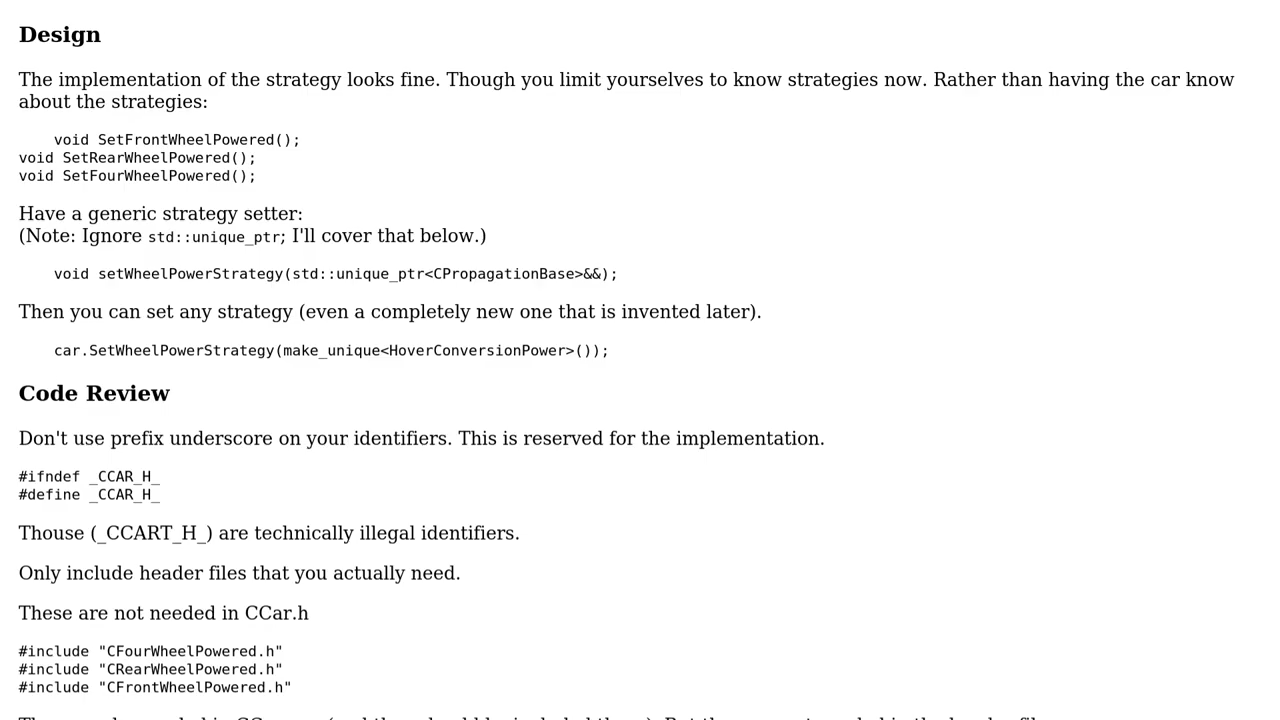 Design
The implementation of the strategy looks fine. Though you limit yourselves to know strategies now. Rather than having the car know
about the strategies:
void SetFrontWheelPowered();
void SetRearWheelPowered();
void SetFourWheelPowered();
Have a generic strategy setter:
(Note: Ignore std::unique_ptr; I'll cover that below.)
void setWheelPowerStrategy(std::unique_ptr<CPropagationBase>&&);
Then you can set any strategy (even a completely new one that is invented later).
car.SetWheelPowerStrategy(make_unique<HoverConversionPower>());
Code Review
Don't use prefix underscore on your identifiers. This is reserved for the implementation.
#ifndef _CCAR_H_
#define _CCAR_H_
Thouse (_CCART_H_) are technically illegal identifiers.
Only include header files that you actually need.
These are not needed in CCar.h
#include "CFourWheelPowered.h"
#include "CRearWheelPowered.h"
#include "CFrontWheelPowered.h"